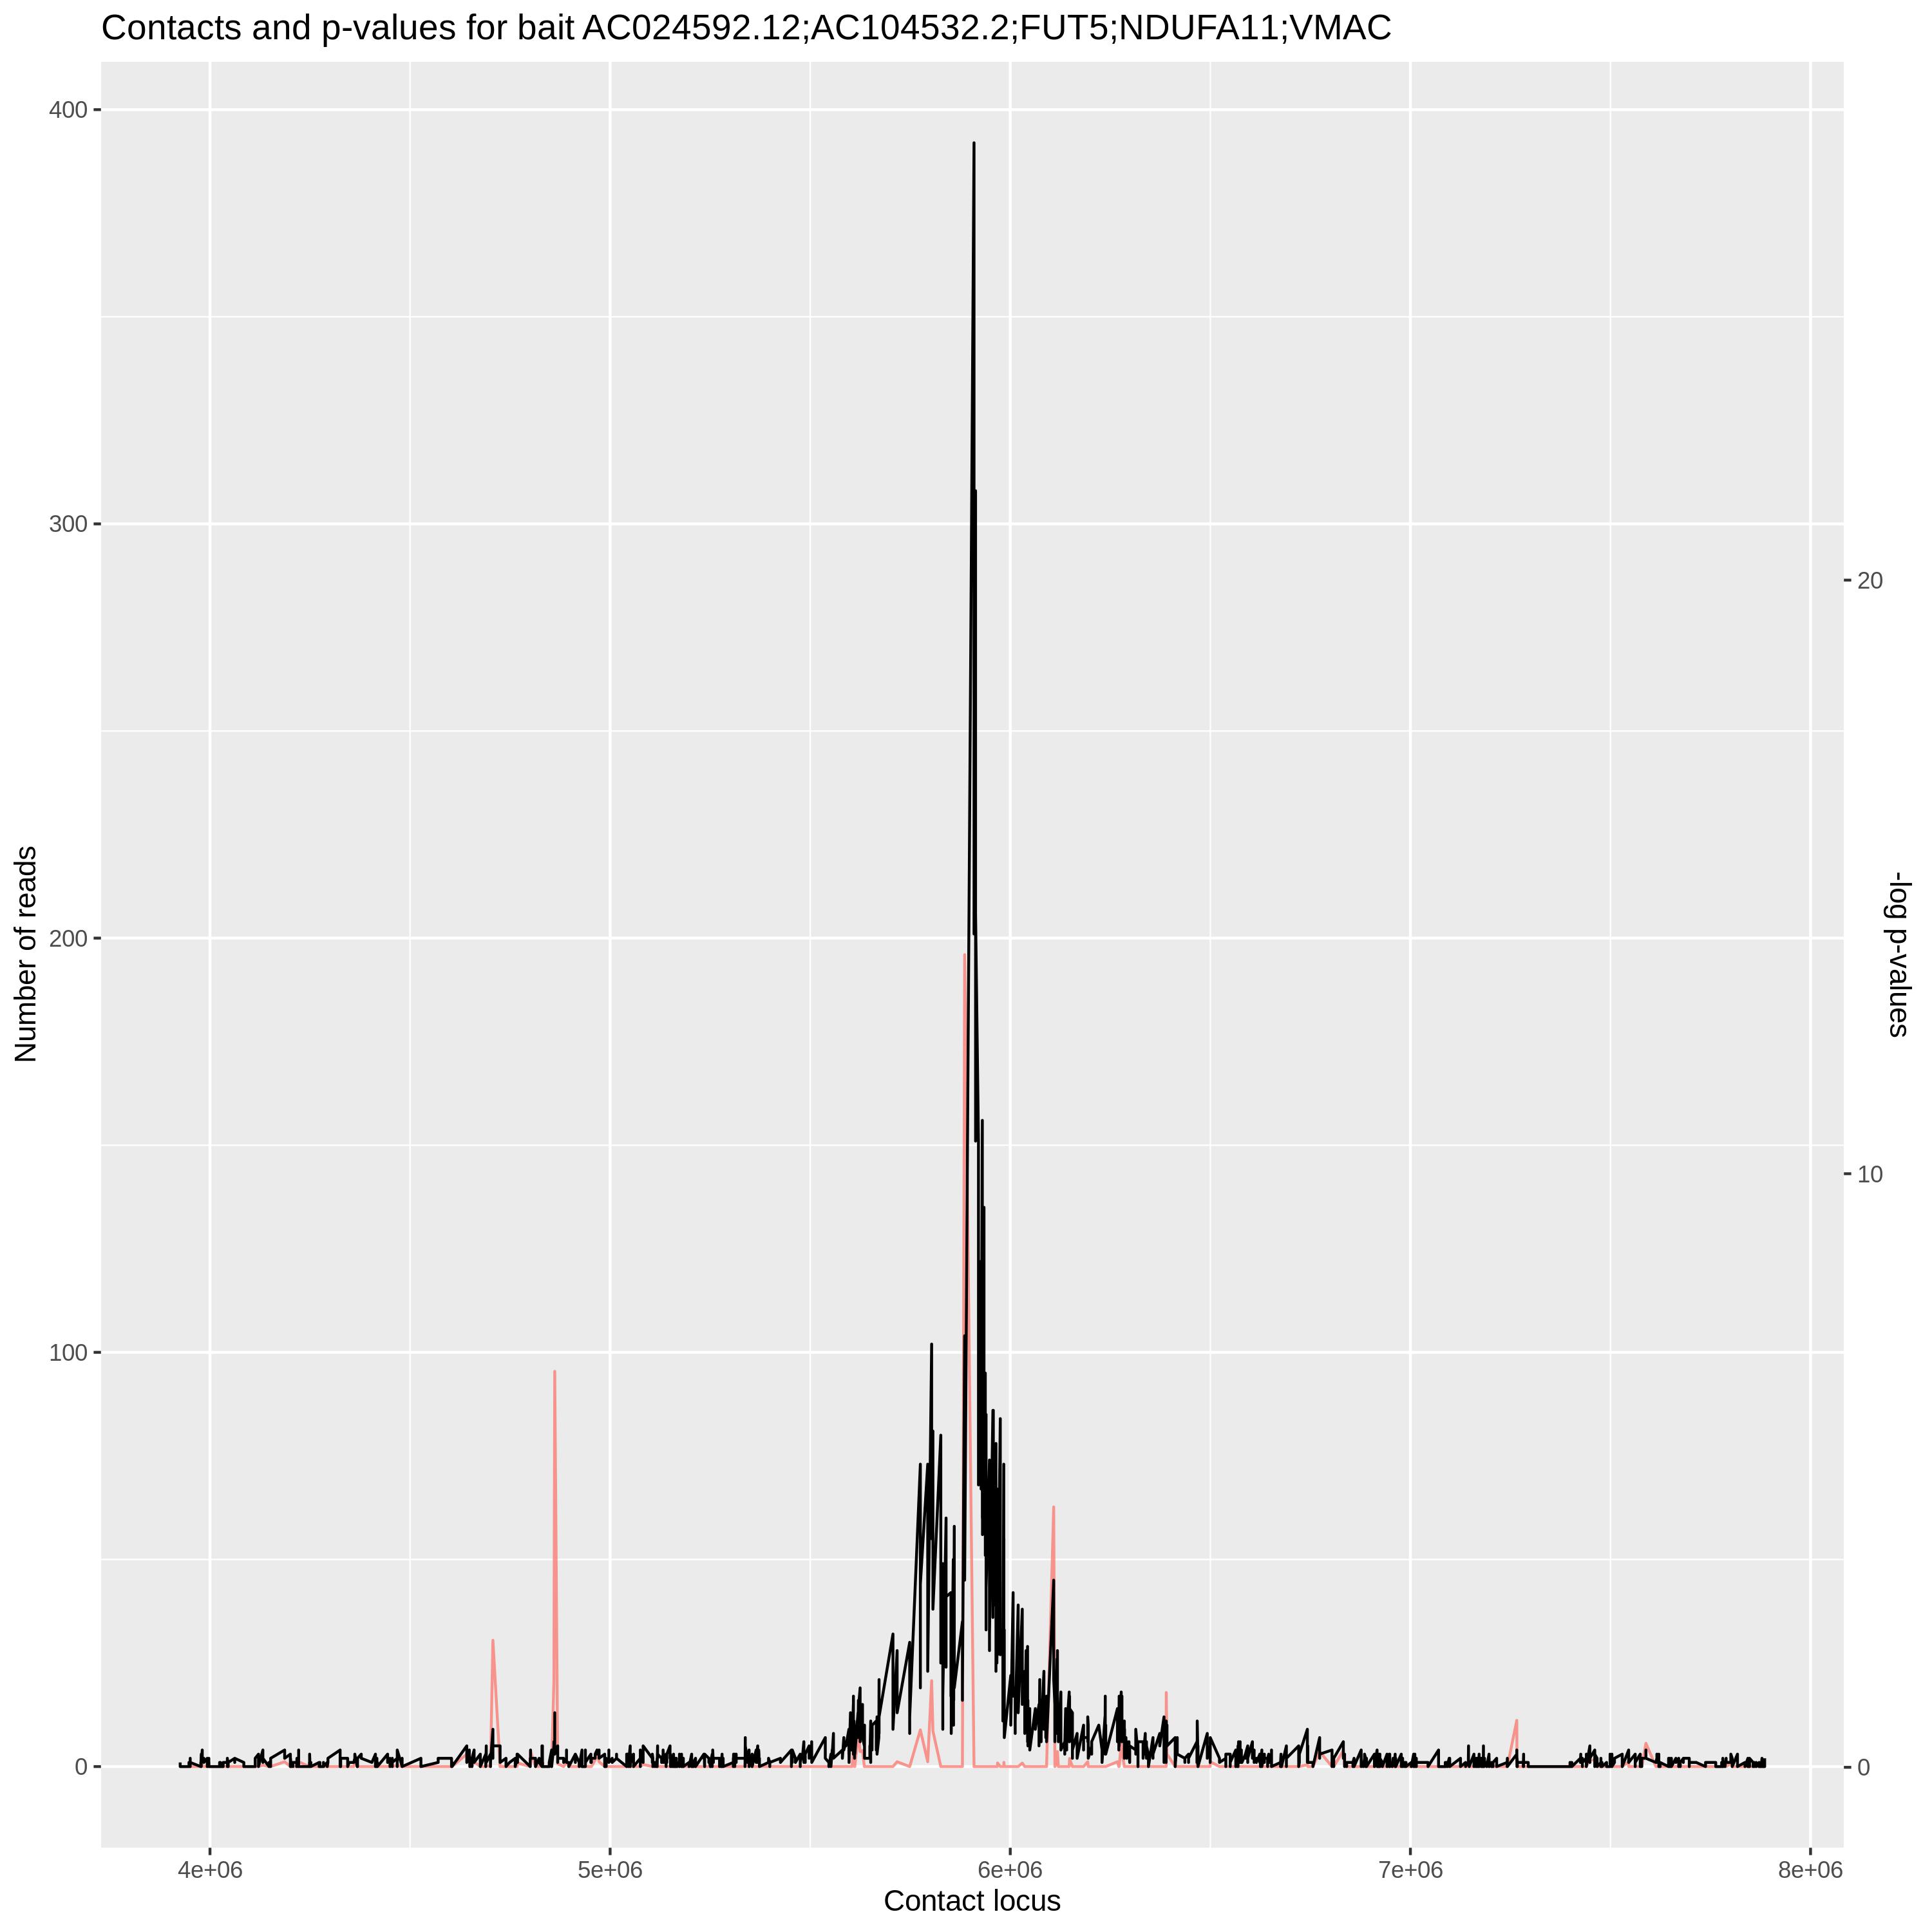 Contacts and p-values for bait AC024592.12;AC104532.2;FUT5;NDUFA11;VMAC
400
300
200
100
0
Number of reads
20
10
0
-log p-values
4e+06
5e+06
6e+06
7e+06
8e+06
Contact locus